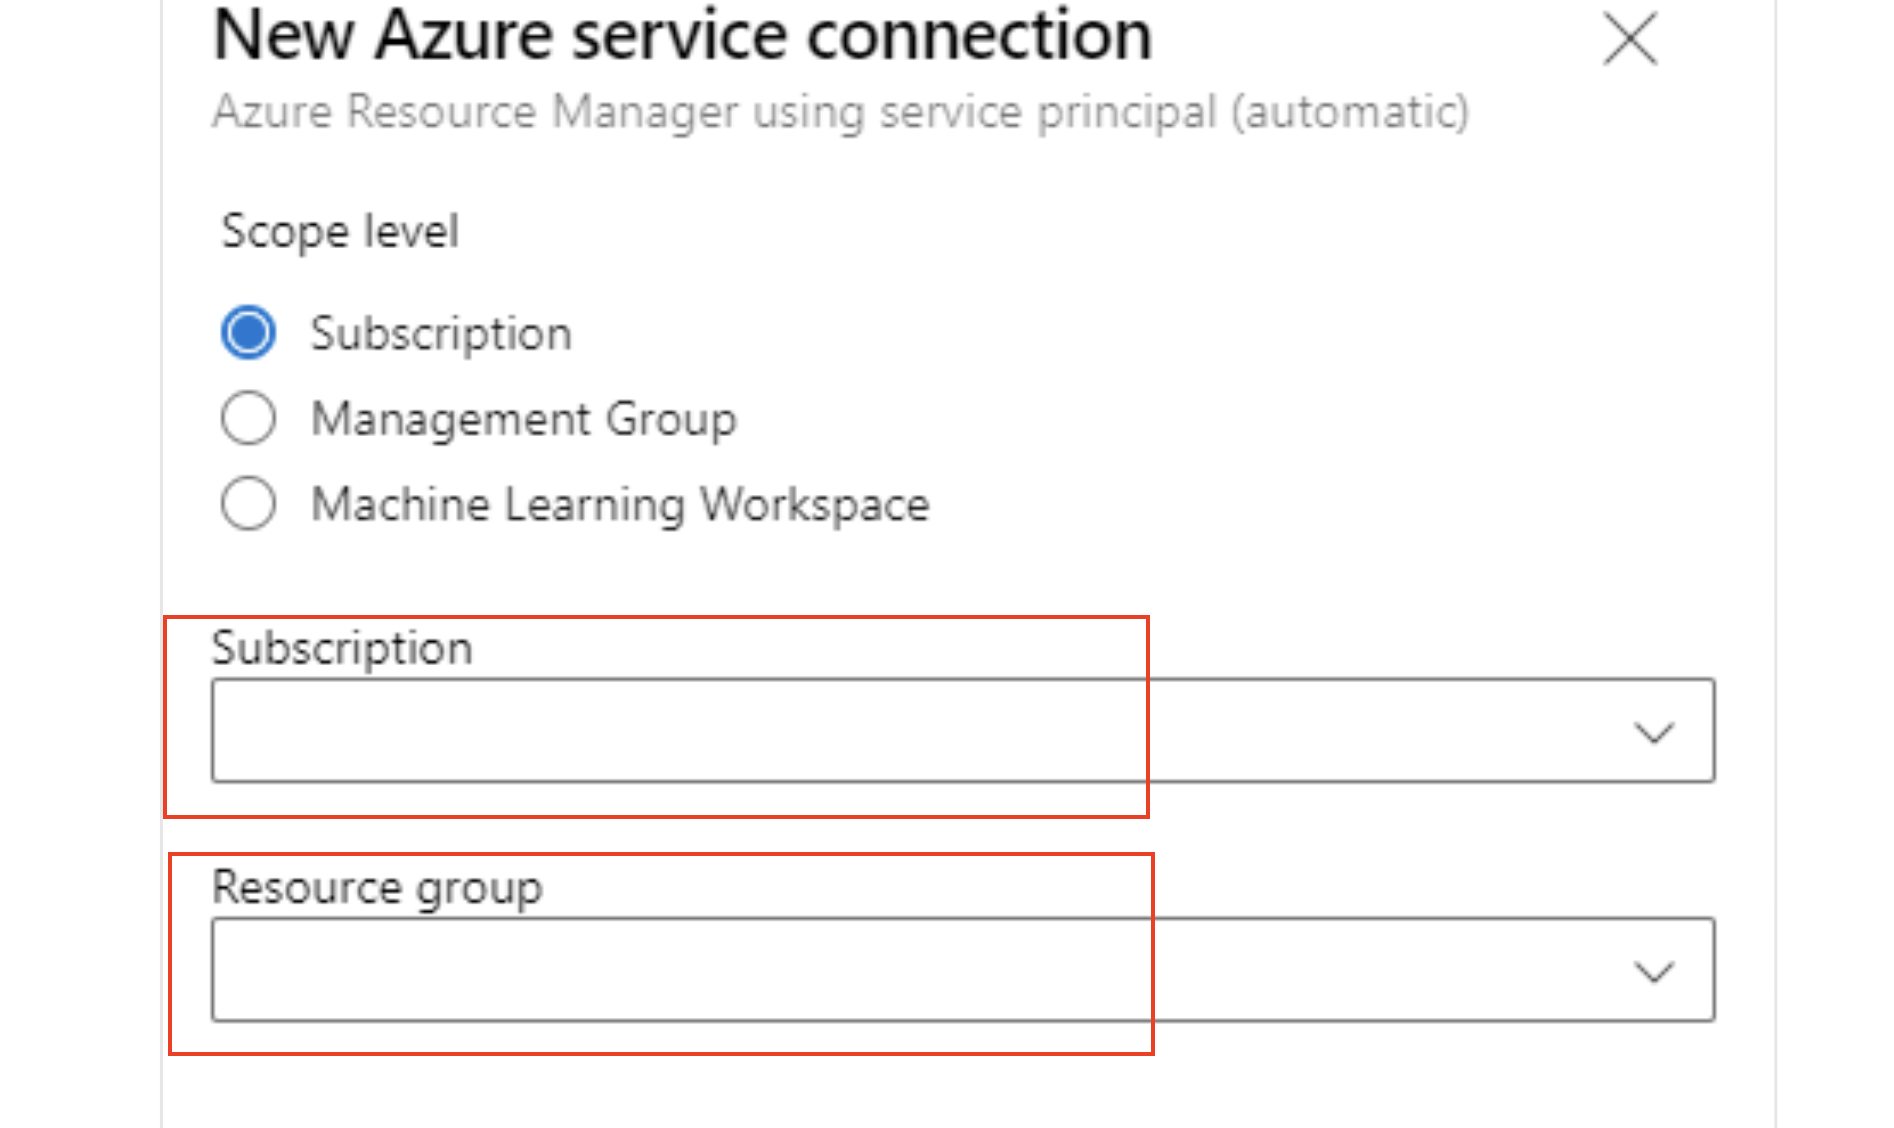 New Azure service connection
Azure Resource Manager using service principal (automatic)
Scope level
Subscription
Management Group
Machine Learning Workspace
Subscription
Resource group